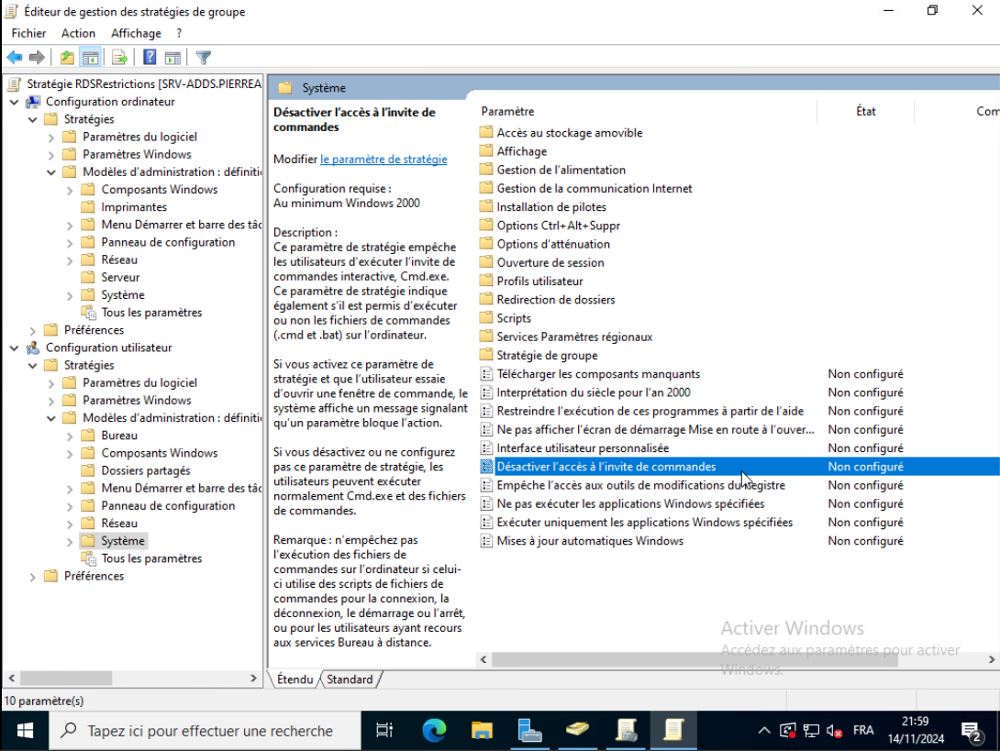 Éditeur de gestion des stratégies de groupe
Fichier Action Affichage ?
Stratégie RDSRestrictions [SRV-ADDS.PIERREA
Configuration ordinateur
Stratégies
Paramètres du logiciel
Paramètres Windows
Modèles d'administration : définiti
Composants Windows
Imprimantes
Menu Démarrer et barre des tâc
Panneau de configuration
Réseau
Serveur
Système
Tous les paramètres
Préférences
Configuration utilisateur
Stratégies
Paramètres du logiciel
Paramètres Windows
Modèles d'administration : définiti
Bureau
Composants Windows
Dossiers partagés
Menu Démarrer et barre des tâc
Panneau de configuration
Réseau
Système
Tous les paramètres
Préférences
Système
Désactiver l'accès à l'invite de
commandes
Modifier le paramètre de stratégie
Configuration requise :
Au minimum Windows 2000
Description :
Ce paramètre de stratégie empêche
les utilisateurs d'exécuter l'invite de
commandes interactive, Cmd.exe.
Ce paramètre de stratégie indique
également s'il est permis d'exécuter
ou non les fichiers de commandes
(.cmd et .bat) sur l'ordinateur.
Si vous activez ce paramètre de
stratégie et que l'utilisateur essaie
d'ouvrir une fenêtre de commande, le
système affiche un message signalant
qu'un paramètre bloque l'action.
Si vous désactivez ou ne configurez
pas ce paramètre de stratégie, les
utilisateurs peuvent exécuter
normalement Cmd.exe et des fichiers
de commandes.
Remarque : n'empêchez pas
l'exécution des fichiers de
commandes sur l'ordinateur si celui-
ci utilise des scripts de fichiers de
commandes pour la connexion, la
déconnexion, le démarrage ou l'arrêt,
ou pour les utilisateurs ayant recours
aux services Bureau à distance.
Paramètre État Com
Accès au stockage amovible
Affichage
Gestion de l'alimentation
Gestion de la communication Internet
Installation de pilotes
Options Ctrl+Alt+Suppr
Options d'atténuation
Ouverture de session
Profils utilisateur
Redirection de dossiers
Scripts
Services Paramètres régionaux
Stratégie de groupe
Télécharger les composants manquants Non configuré
Interprétation du siècle pour l'an 2000 Non configuré
Restreindre l'exécution de ces programmes à partir de l'aide Non configuré
Ne pas afficher l'écran de démarrage Mise en route à l'ouver... Non configuré
Interface utilisateur personnalisée Non configuré
Désactiver l'accès à l'invite de commandes Non configuré
Empêche l'accès aux outils de modifications du registre Non configuré
Ne pas exécuter les applications Windows spécifiées Non configuré
Exécuter uniquement les applications Windows spécifiées Non configuré
Mises à jour automatiques Windows Non configuré
Activer Windows
Accédez aux paramètres pour activer
Windows.
Étendu Standard
10 paramètre(s)
Tapez ici pour effectuer une recherche
FRA
21:59
14/11/2024
2